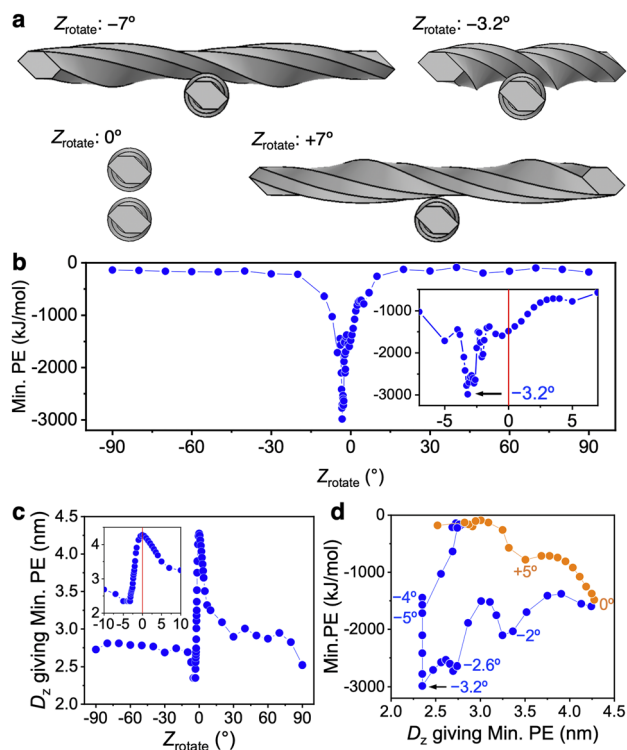 a
Zrotate: −7º
Zrotate: −3.2º
Zrotate: 0º
Zrotate: +7º
b
Min. PE (kJ/mol)
0
-1000
-2000
-3000
-90
-60
-30
0
30
60
90
Zrotate (°)
-1000
-2000
-3000
-5
0
5
−3.2º
c
Dz giving Min. PE (nm)
4.5
4.0
3.5
3.0
2.5
2.0
-90
-60
-30
0
30
60
90
Zrotate (°)
4
3
2
-10
0
10
d
Min.PE (kJ/mol)
0
-1000
-2000
-3000
2.0
2.5
3.0
3.5
4.0
4.5
Dz giving Min. PE (nm)
+5º
0º
−4º
−5º
−2º
−2.6º
−3.2º